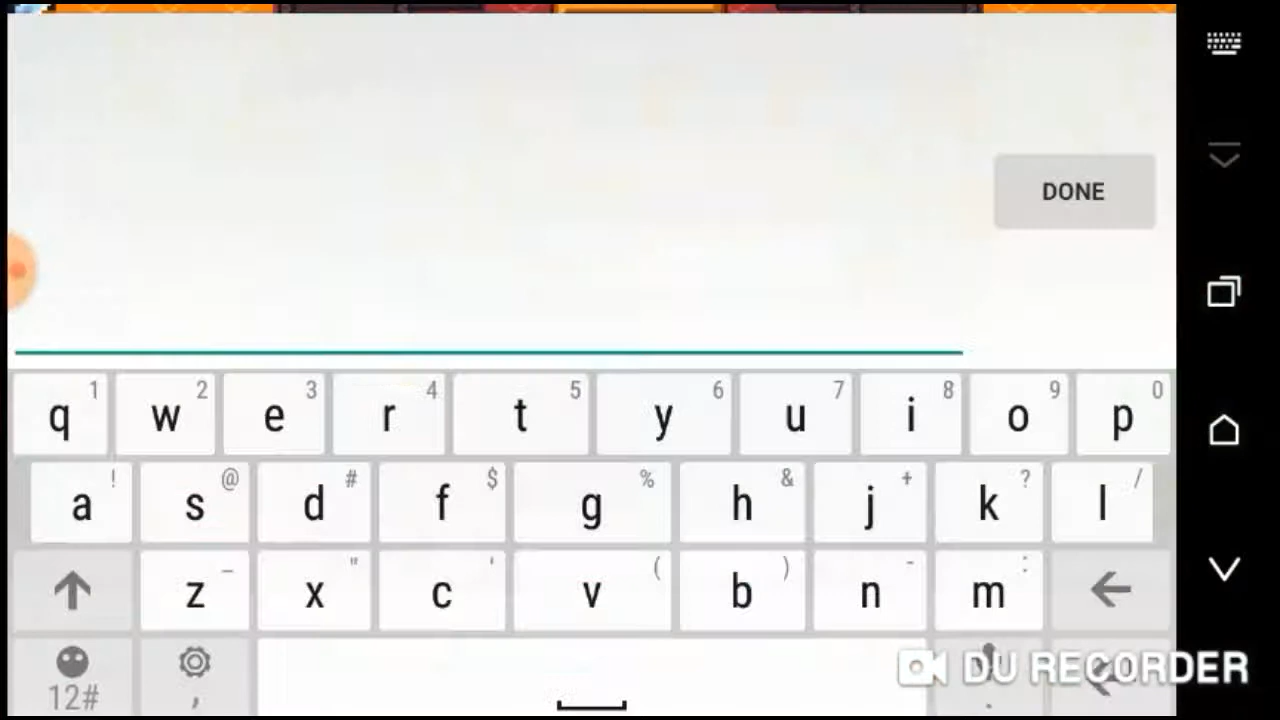 DONE
q 1 w 2 e 3 r 4 t 5 y 6 u 7 i 8 o 9 p 0
a ! s @ d # f $ g % h & j + k ? l /
z _ x " c ' v ( b ) n - m :
12# , .
DU RECORDER